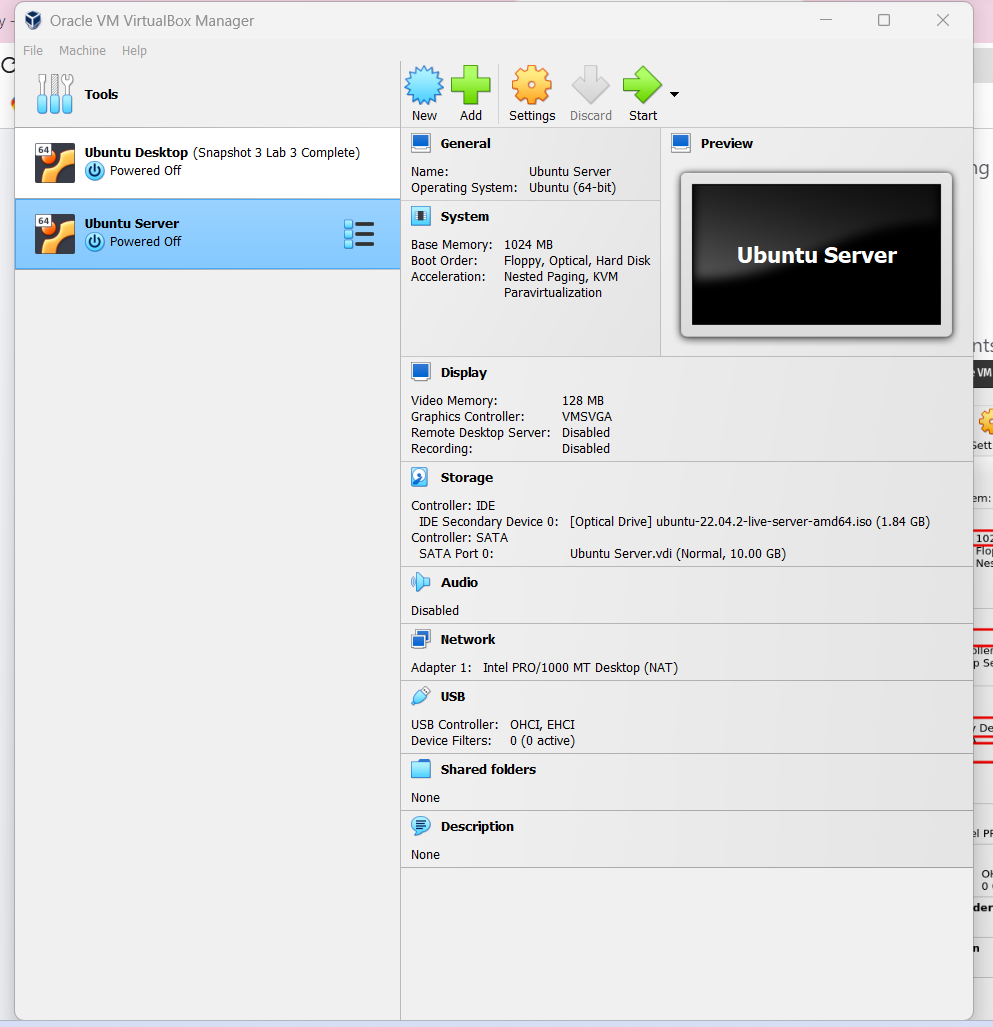 Oracle VM VirtualBox Manager
File Machine Help
Tools
New Add Settings Discard Start
64
Ubuntu Desktop (Snapshot 3 Lab 3 Complete)
Powered Off
64
Ubuntu Server
Powered Off
General
Name: Ubuntu Server
Operating System: Ubuntu (64-bit)
System
Base Memory: 1024 MB
Boot Order: Floppy, Optical, Hard Disk
Acceleration: Nested Paging, KVM
Paravirtualization
Preview
Ubuntu Server
Display
Video Memory: 128 MB
Graphics Controller: VMSVGA
Remote Desktop Server: Disabled
Recording: Disabled
Storage
Controller: IDE
IDE Secondary Device 0: [Optical Drive] ubuntu-22.04.2-live-server-amd64.iso (1.84 GB)
Controller: SATA
SATA Port 0: Ubuntu Server.vdi (Normal, 10.00 GB)
Audio
Disabled
Network
Adapter 1: Intel PRO/1000 MT Desktop (NAT)
USB
USB Controller: OHCI, EHCI
Device Filters: 0 (0 active)
Shared folders
None
Description
None